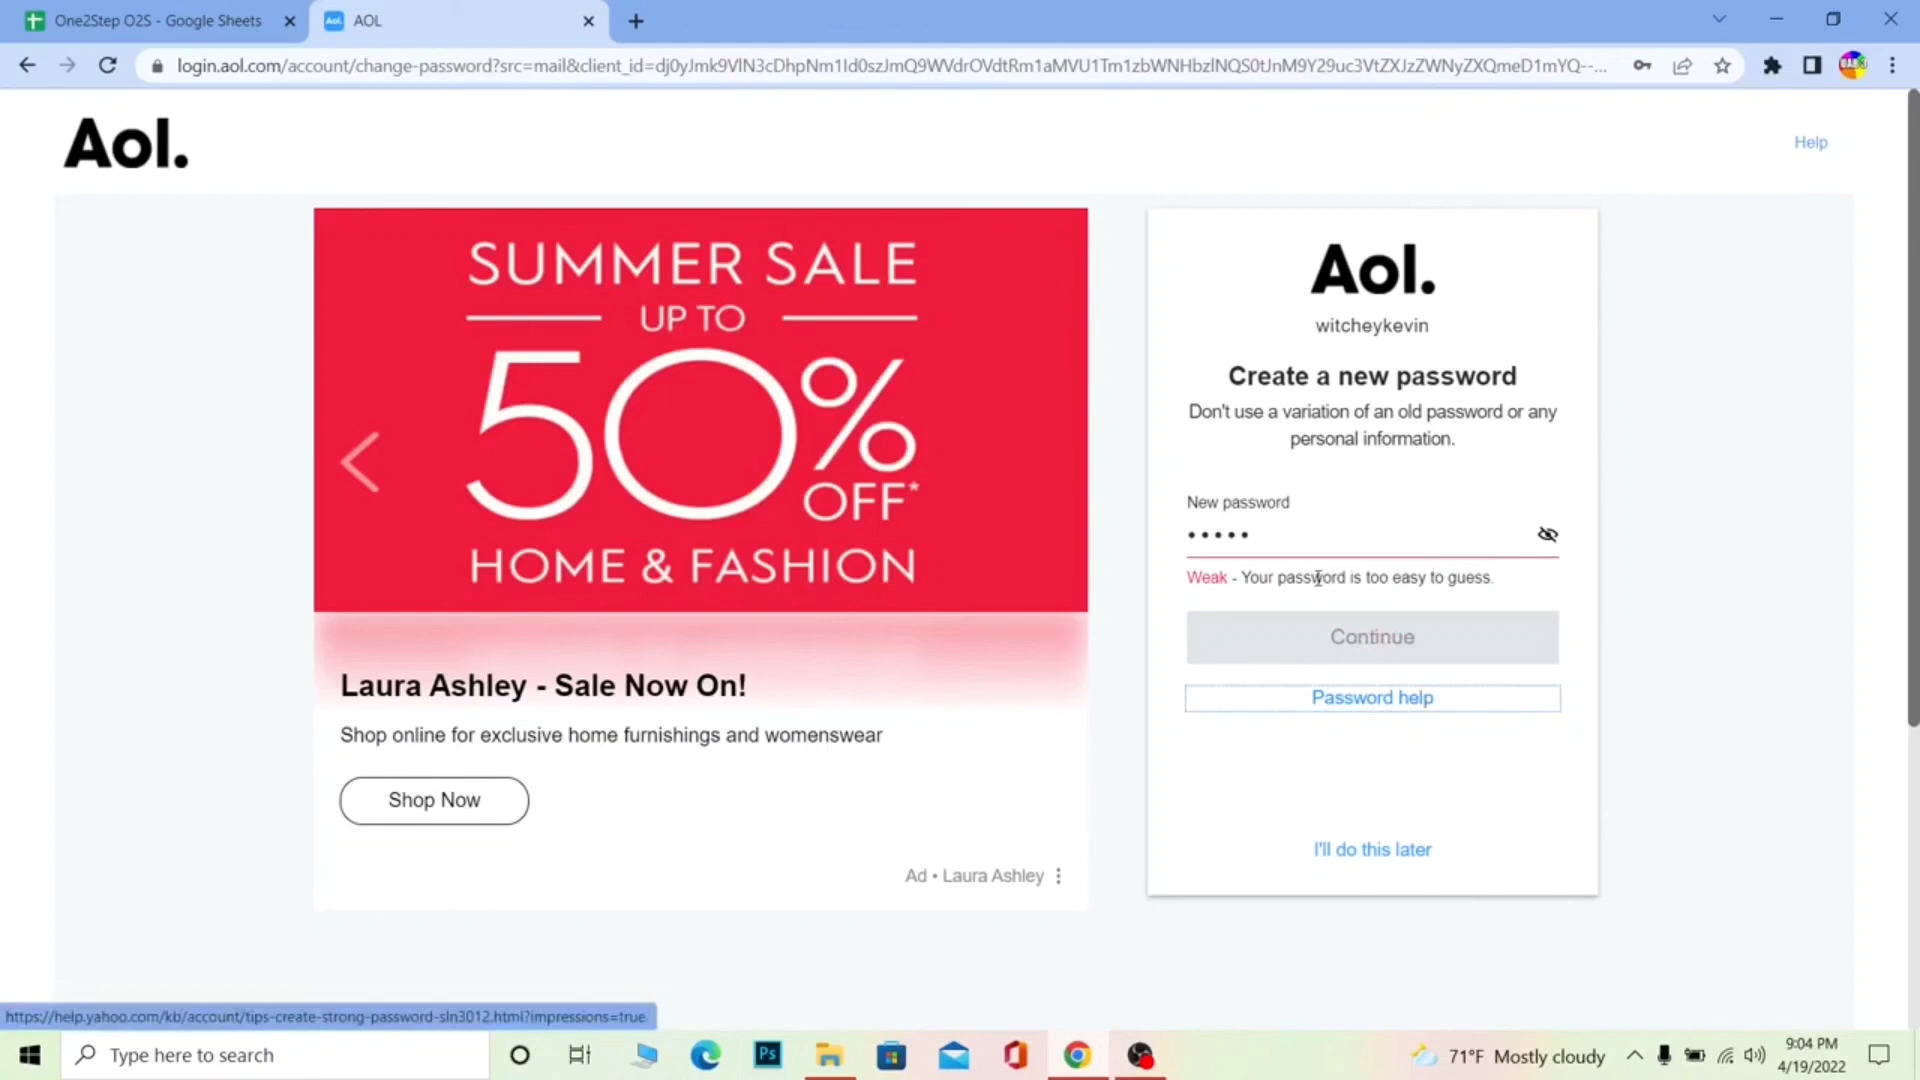 One2Step O2S - Google Sheets
Aol. AOL
login.aol.com/account/change-password?src=mail&client_id=dj0yJmk9VlN3cDhpNm1Id0szJmQ9WVdrOVdtRm1aMVU1Tm1zbWNHbzlNQS0tJnM9Y29uc3VtZXJzZWNyZXQmeD1mYQ--...
Aol.
Help
SUMMER SALE
UP TO
50%
OFF*
HOME & FASHION
Laura Ashley - Sale Now On!
Shop online for exclusive home furnishings and womenswear
Shop Now
Ad • Laura Ashley
Aol.
witcheykevin
Create a new password
Don't use a variation of an old password or any
personal information.
New password
•••••
Weak - Your password is too easy to guess.
Continue
Password help
I'll do this later
https://help.yahoo.com/kb/account/tips-create-strong-password-sln3012.html?impressions=true
Type here to search
Ps
71°F Mostly cloudy
9:04 PM
4/19/2022